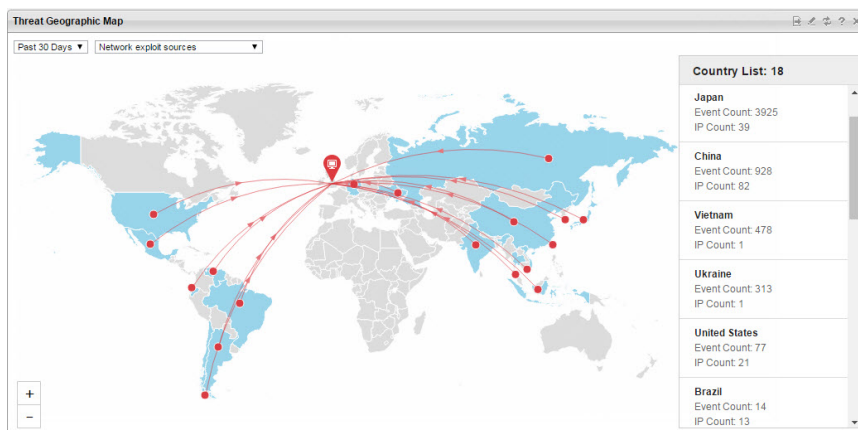 Threat Geographic Map
?
Past 30 Days
Network exploit sources
Country List: 18
Japan
Event Count: 3925
IP Count: 39
China
Event Count: 928
IP Count: 82
Vietnam
Event Count: 478
IP Count: 1
Ukraine
Event Count: 313
IP Count: 1
United States
Event Count: 77
IP Count: 21
Brazil
Event Count: 14
IP Count: 13
+
−